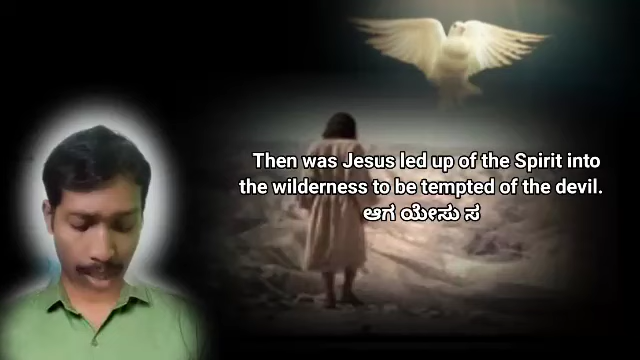 Then was Jesus led up of the Spirit into
the wilderness to be tempted of the devil.
ಆಗ ಯೇಸು ಸ